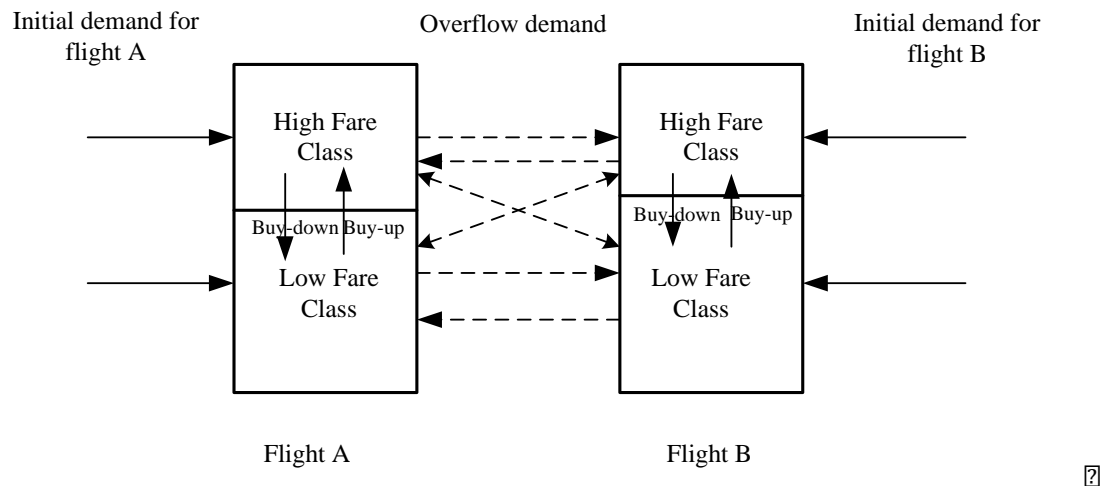 Initial demand for
flight A
Overflow demand
Initial demand for
flight B
High Fare
Class
High Fare
Class
Buy-down Buy-up
Buy-down Buy-up
Low Fare
Class
Low Fare
Class
Flight A
Flight B